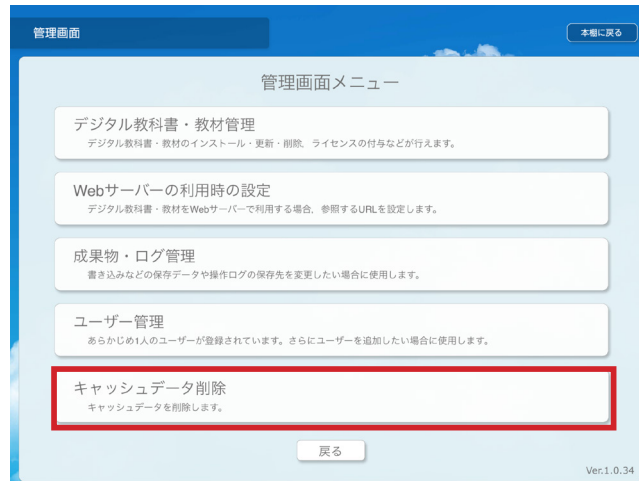 管理画面
本棚に戻る
管理画面メニュー
デジタル教科書・教材管理
デジタル教科書・教材のインストール・更新・削除、ライセンスの付与などが行えます。
Webサーバーの利用時の設定
デジタル教科書・教材をWebサーバーで利用する場合、参照するURLを設定します。
成果物・ログ管理
書き込みなどの保存データや操作ログの保存先を変更したい場合に使用します。
ユーザー管理
あらかじめ1人のユーザーが登録されています。さらにユーザーを追加したい場合に使用します。
キャッシュデータ削除
キャッシュデータを削除します。
戻る
Ver.1.0.34